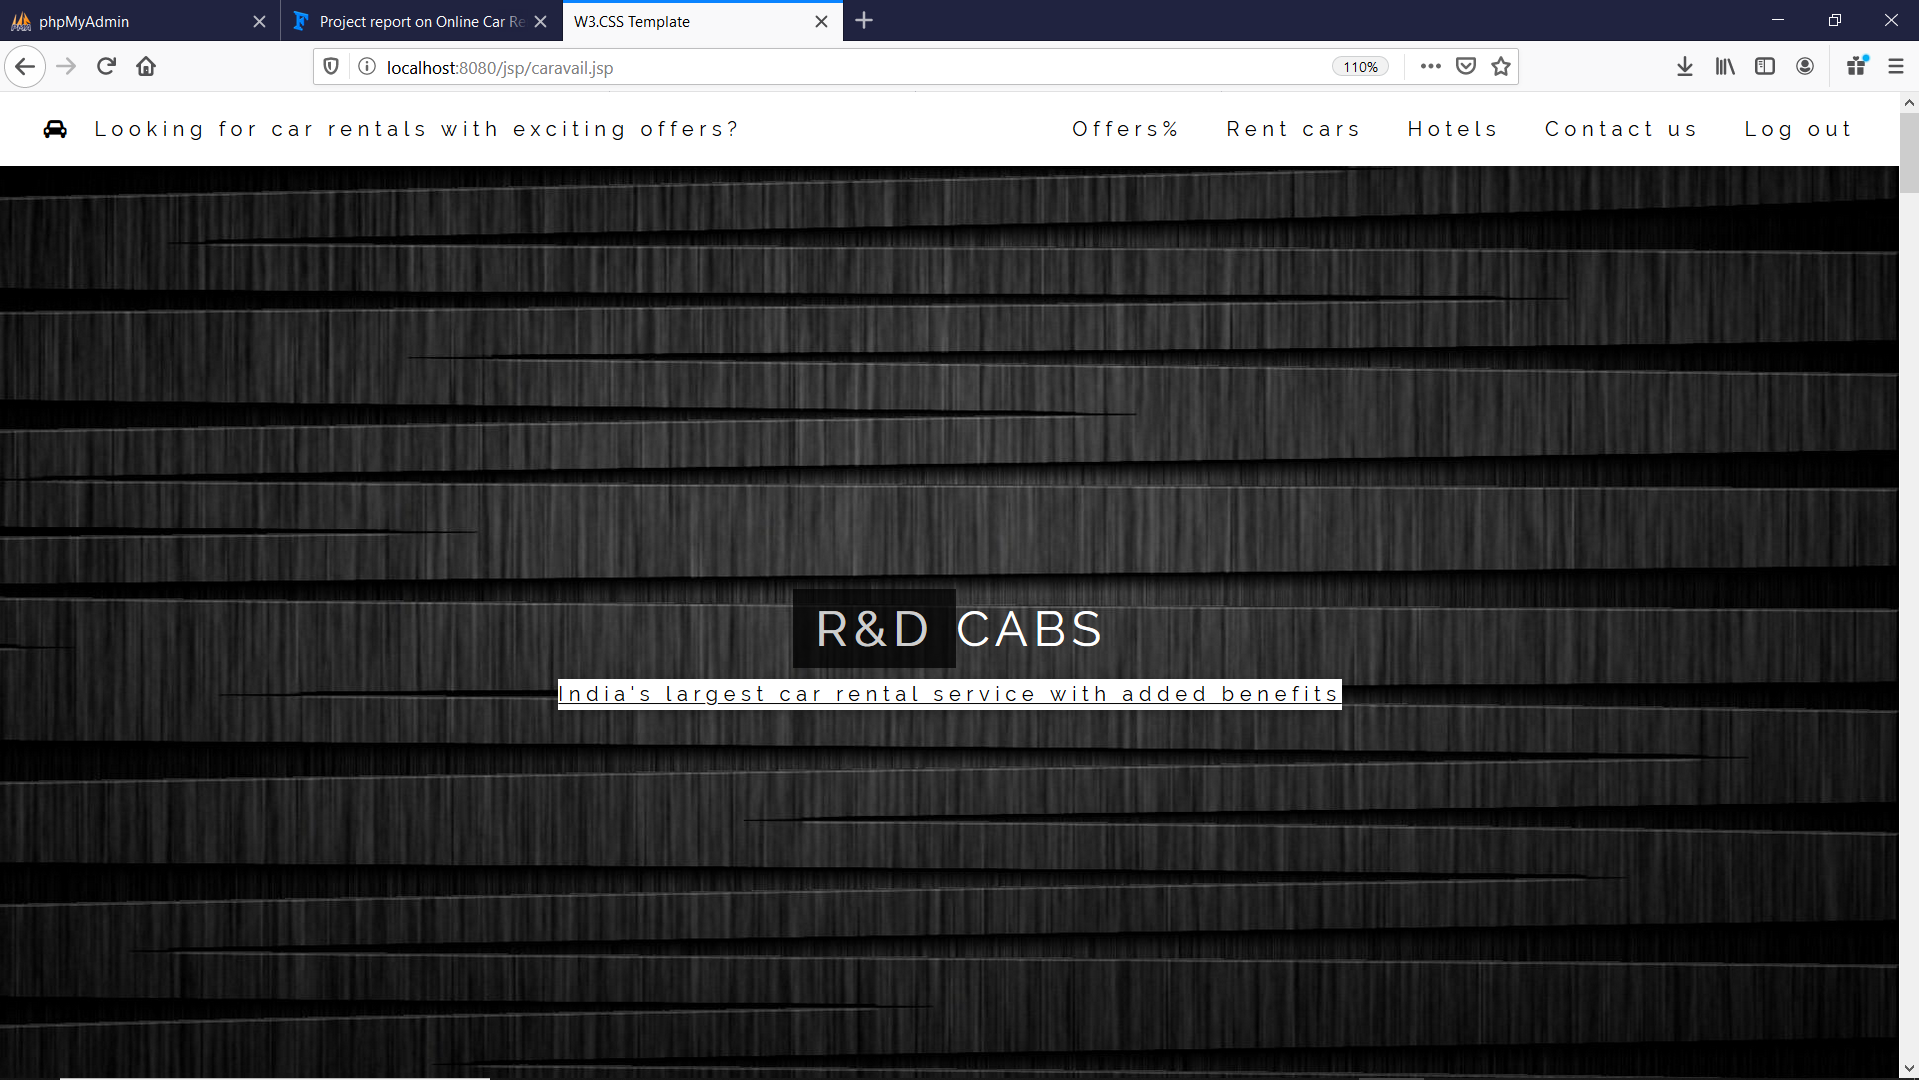 phpMyAdmin
Project report on Online Car Re
W3.CSS Template
localhost:8080/jsp/caravail.jsp
110%
Looking for car rentals with exciting offers?
Offers%
Rent cars
Hotels
Contact us
Log out
R&D CABS
India's largest car rental service with added benefits